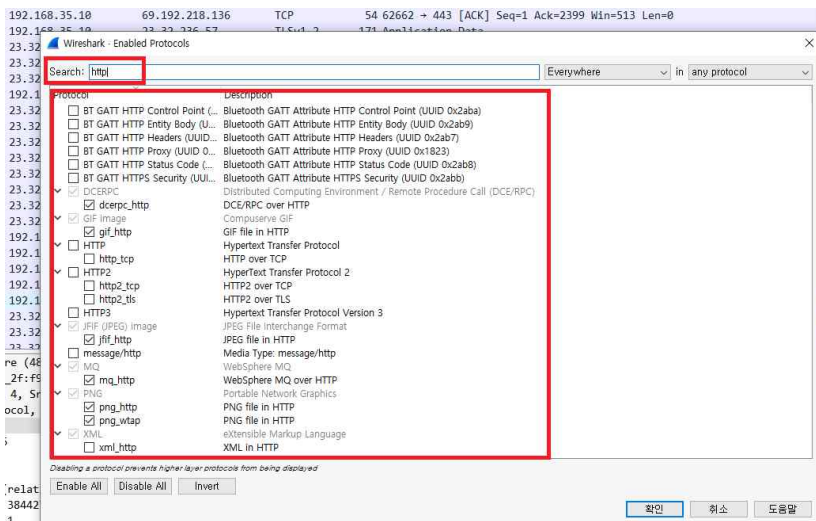 192.168.35.10 69.192.218.136 TCP 54 62662 → 443 [ACK] Seq=1 Ack=2399 Win=513 Len=0
Wireshark · Enabled Protocols
Search: http
Everywhere in any protocol
Protocol Description
BT GATT HTTP Control Point (... Bluetooth GATT Attribute HTTP Control Point (UUID 0x2aba)
BT GATT HTTP Entity Body (U... Bluetooth GATT Attribute HTTP Entity Body (UUID 0x2ab9)
BT GATT HTTP Headers (UUID... Bluetooth GATT Attribute HTTP Headers (UUID 0x2ab7)
BT GATT HTTP Proxy (UUID 0... Bluetooth GATT Attribute HTTP Proxy (UUID 0x1823)
BT GATT HTTP Status Code (... Bluetooth GATT Attribute HTTP Status Code (UUID 0x2ab8)
BT GATT HTTPS Security (UUI... Bluetooth GATT Attribute HTTPS Security (UUID 0x2abb)
DCERPC Distributed Computing Environment / Remote Procedure Call (DCE/RPC)
dcerpc_http DCE/RPC over HTTP
GIF image Compuserve GIF
gif_http GIF file in HTTP
HTTP Hypertext Transfer Protocol
http_tcp HTTP over TCP
HTTP2 HyperText Transfer Protocol 2
http2_tcp HTTP2 over TCP
http2_tls HTTP2 over TLS
HTTP3 Hypertext Transfer Protocol Version 3
JFIF (JPEG) image JPEG File Interchange Format
jfif_http JPEG file in HTTP
message/http Media Type: message/http
MQ WebSphere MQ
mq_http WebSphere MQ over HTTP
PNG Portable Network Graphics
png_http PNG file in HTTP
png_wtap PNG file in HTTP
XML eXtensible Markup Language
xml_http XML in HTTP
Disabling a protocol prevents higher layer protocols from being displayed
Enable All Disable All Invert
확인 취소 도움말
38442